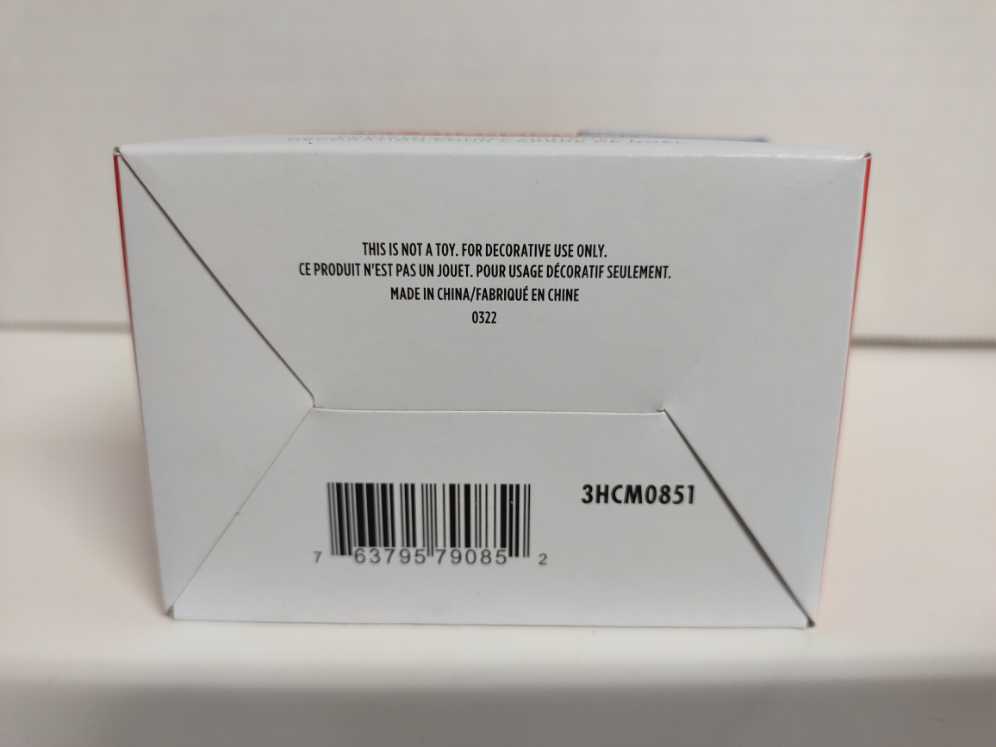 THIS IS NOT A TOY. FOR DECORATIVE USE ONLY.
CE PRODUIT N'EST PAS UN JOUET. POUR USAGE DÉCORATIF SEULEMENT.
MADE IN CHINA/FABRIQUÉ EN CHINE
0322
3HCM0851
7 63795 79085 2